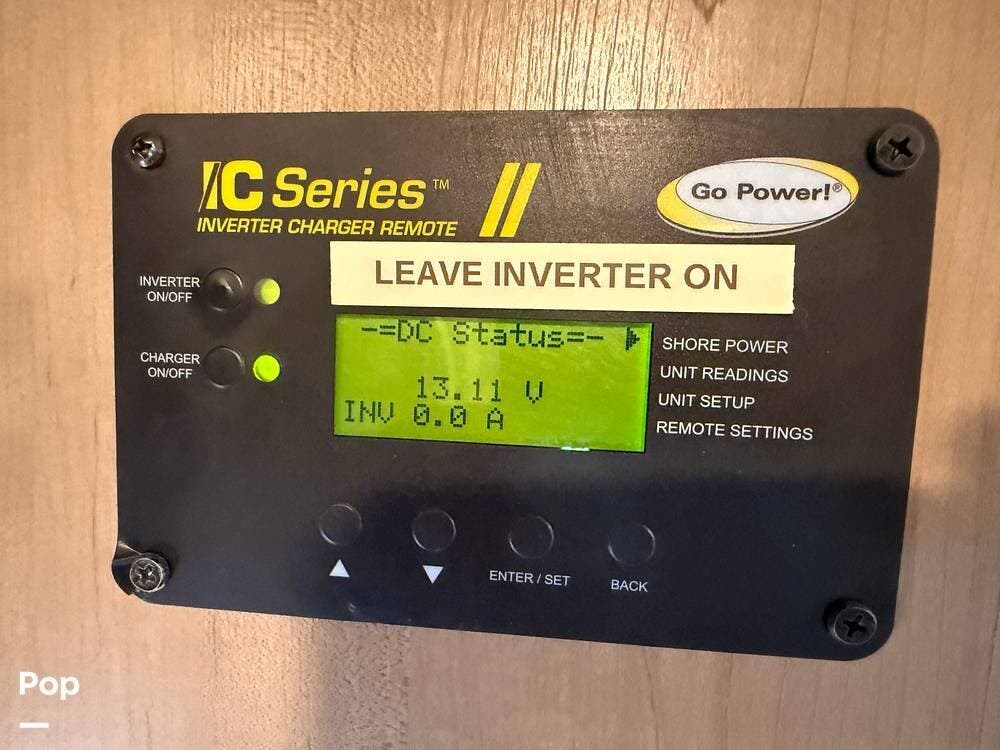 IC Series™
INVERTER CHARGER REMOTE
Go Power!®
LEAVE INVERTER ON
INVERTER
ON/OFF
CHARGER
ON/OFF
-=DC Status=-
13.11 V
INV 0.0 A
SHORE POWER
UNIT READINGS
UNIT SETUP
REMOTE SETTINGS
ENTER / SET
BACK
Pop